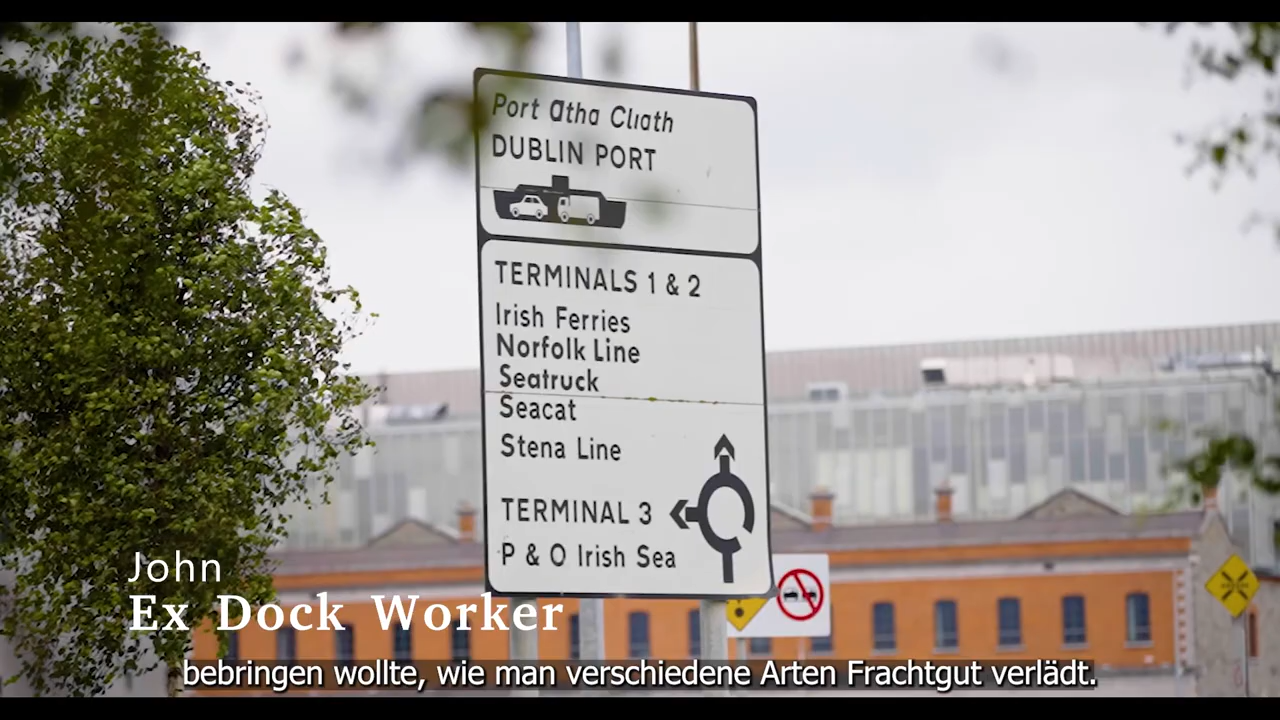 Port Atha Cliath
DUBLIN PORT
TERMINALS 1 & 2
Irish Ferries
Norfolk Line
Seatruck
Seacat
Stena Line
TERMINAL 3
P & O Irish Sea
John
Ex Dock Worker
bebringen wollte, wie man verschiedene Arten Frachtgut verlädt.